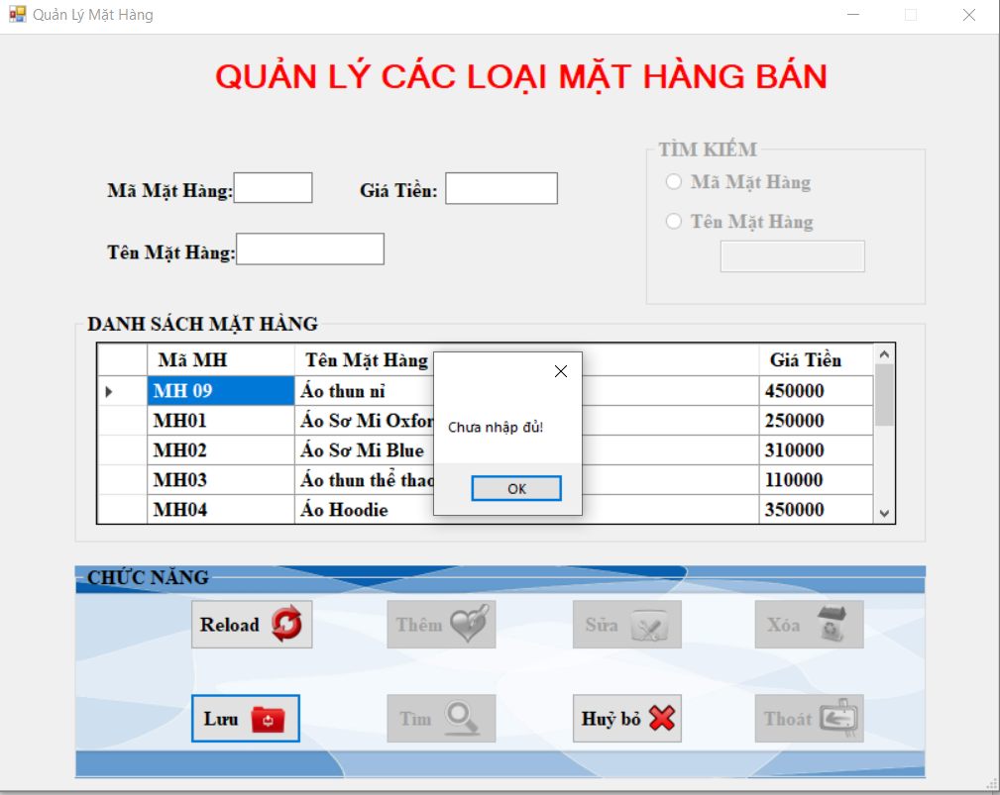 Quản Lý Mặt Hàng
QUẢN LÝ CÁC LOẠI MẶT HÀNG BÁN
TÌM KIẾM
Mã Mặt Hàng:
Giá Tiền:
Mã Mặt Hàng
Tên Mặt Hàng
Tên Mặt Hàng:
DANH SÁCH MẶT HÀNG
Mã MH Tên Mặt Hàng Giá Tiền
MH 09 Áo thun nỉ 450000
MH01 Áo Sơ Mi Oxfor 250000
MH02 Áo Sơ Mi Blue 310000
MH03 Áo thun thể thao 110000
MH04 Áo Hoodie 350000
Chưa nhập đủ!
OK
CHỨC NĂNG
Reload Thêm Sửa Xóa
Lưu Tìm Huỷ bỏ Thoát